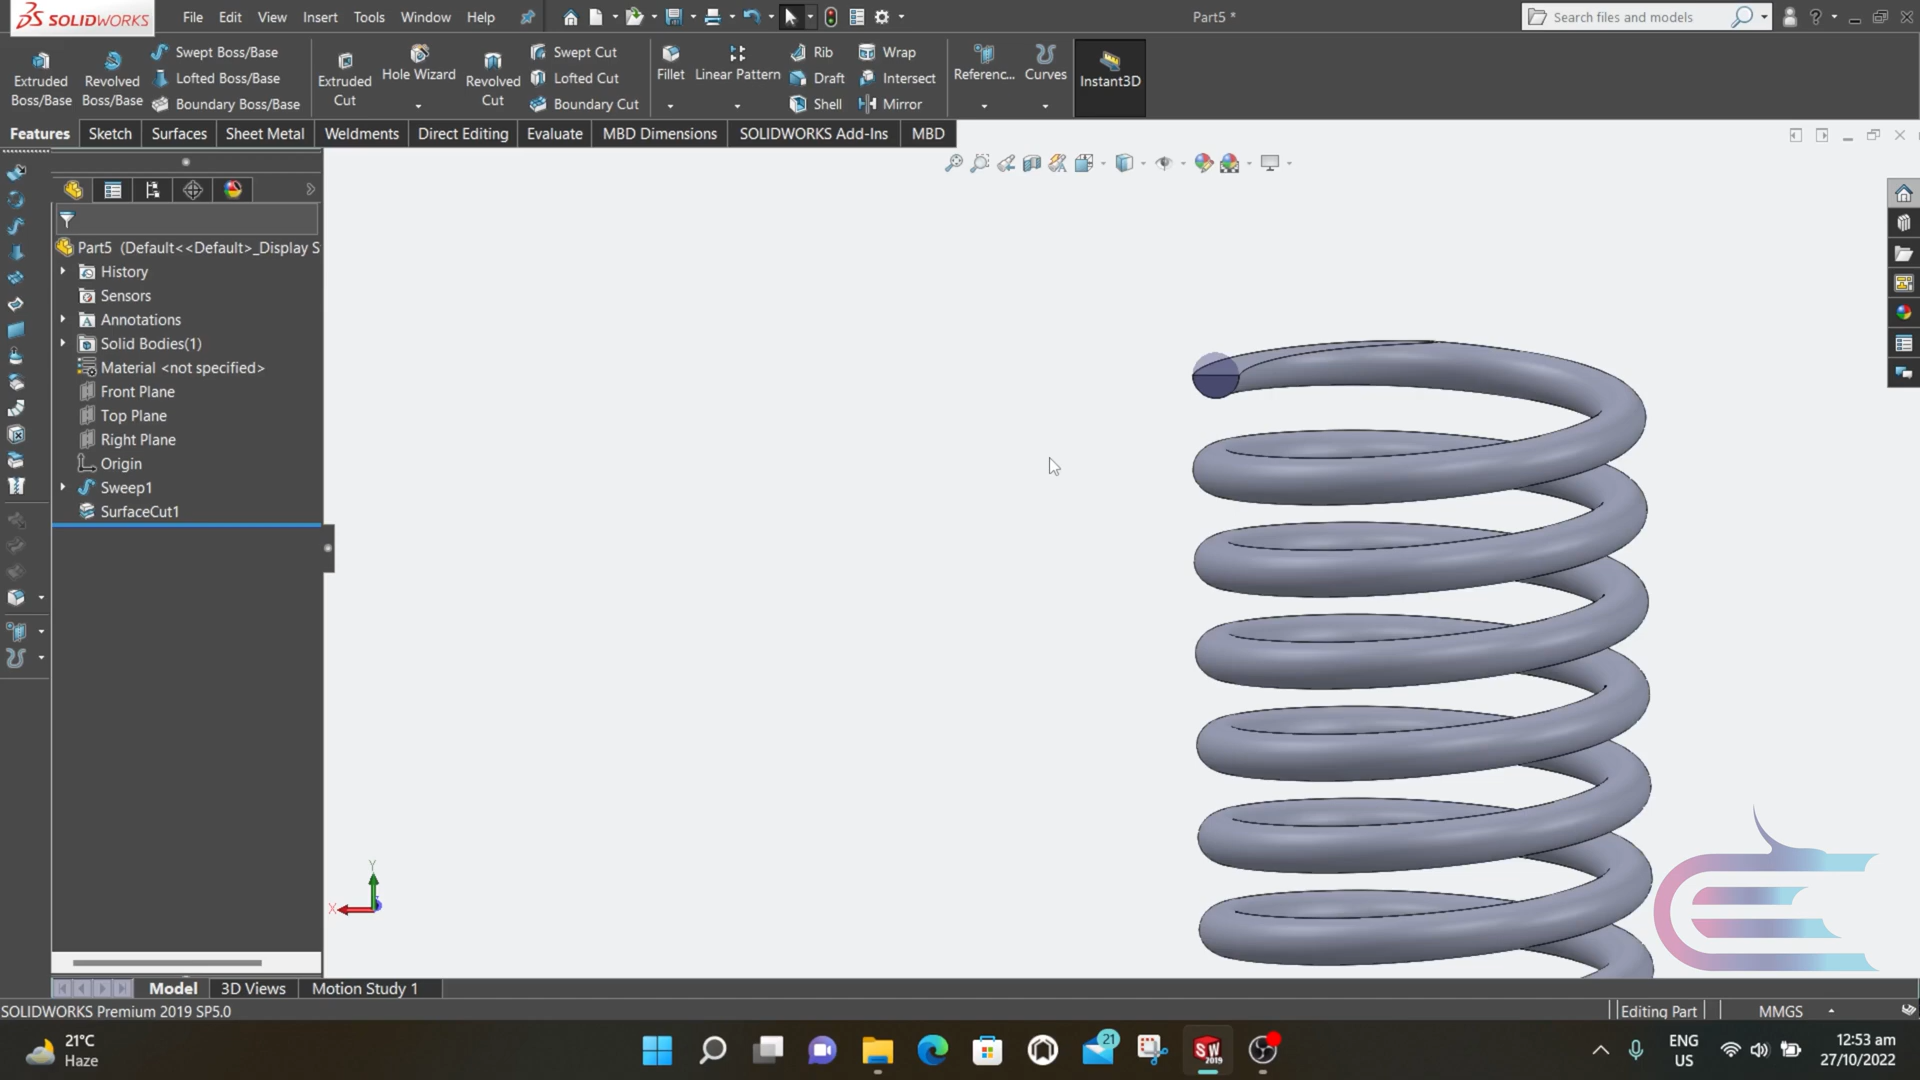 SOLIDWORKS File Edit View Insert Tools Window Help Part5 * Search files and models
Extruded Boss/Base
Revolved Boss/Base
Swept Boss/Base
Lofted Boss/Base
Boundary Boss/Base
Extruded Cut
Hole Wizard
Revolved Cut
Swept Cut
Lofted Cut
Boundary Cut
Fillet
Linear Pattern
Rib
Draft
Shell
Wrap
Intersect
Mirror
Referenc...
Curves
Instant3D
Features Sketch Surfaces Sheet Metal Weldments Direct Editing Evaluate MBD Dimensions SOLIDWORKS Add-Ins MBD
Part5 (Default<<Default>_Display S
History
Sensors
Annotations
Solid Bodies(1)
Material <not specified>
Front Plane
Top Plane
Right Plane
Origin
Sweep1
SurfaceCut1
Y
X
Model 3D Views Motion Study 1
SOLIDWORKS Premium 2019 SP5.0 Editing Part MMGS
21°C
Haze
21
SW
2019
ENG
US
12:53 am
27/10/2022